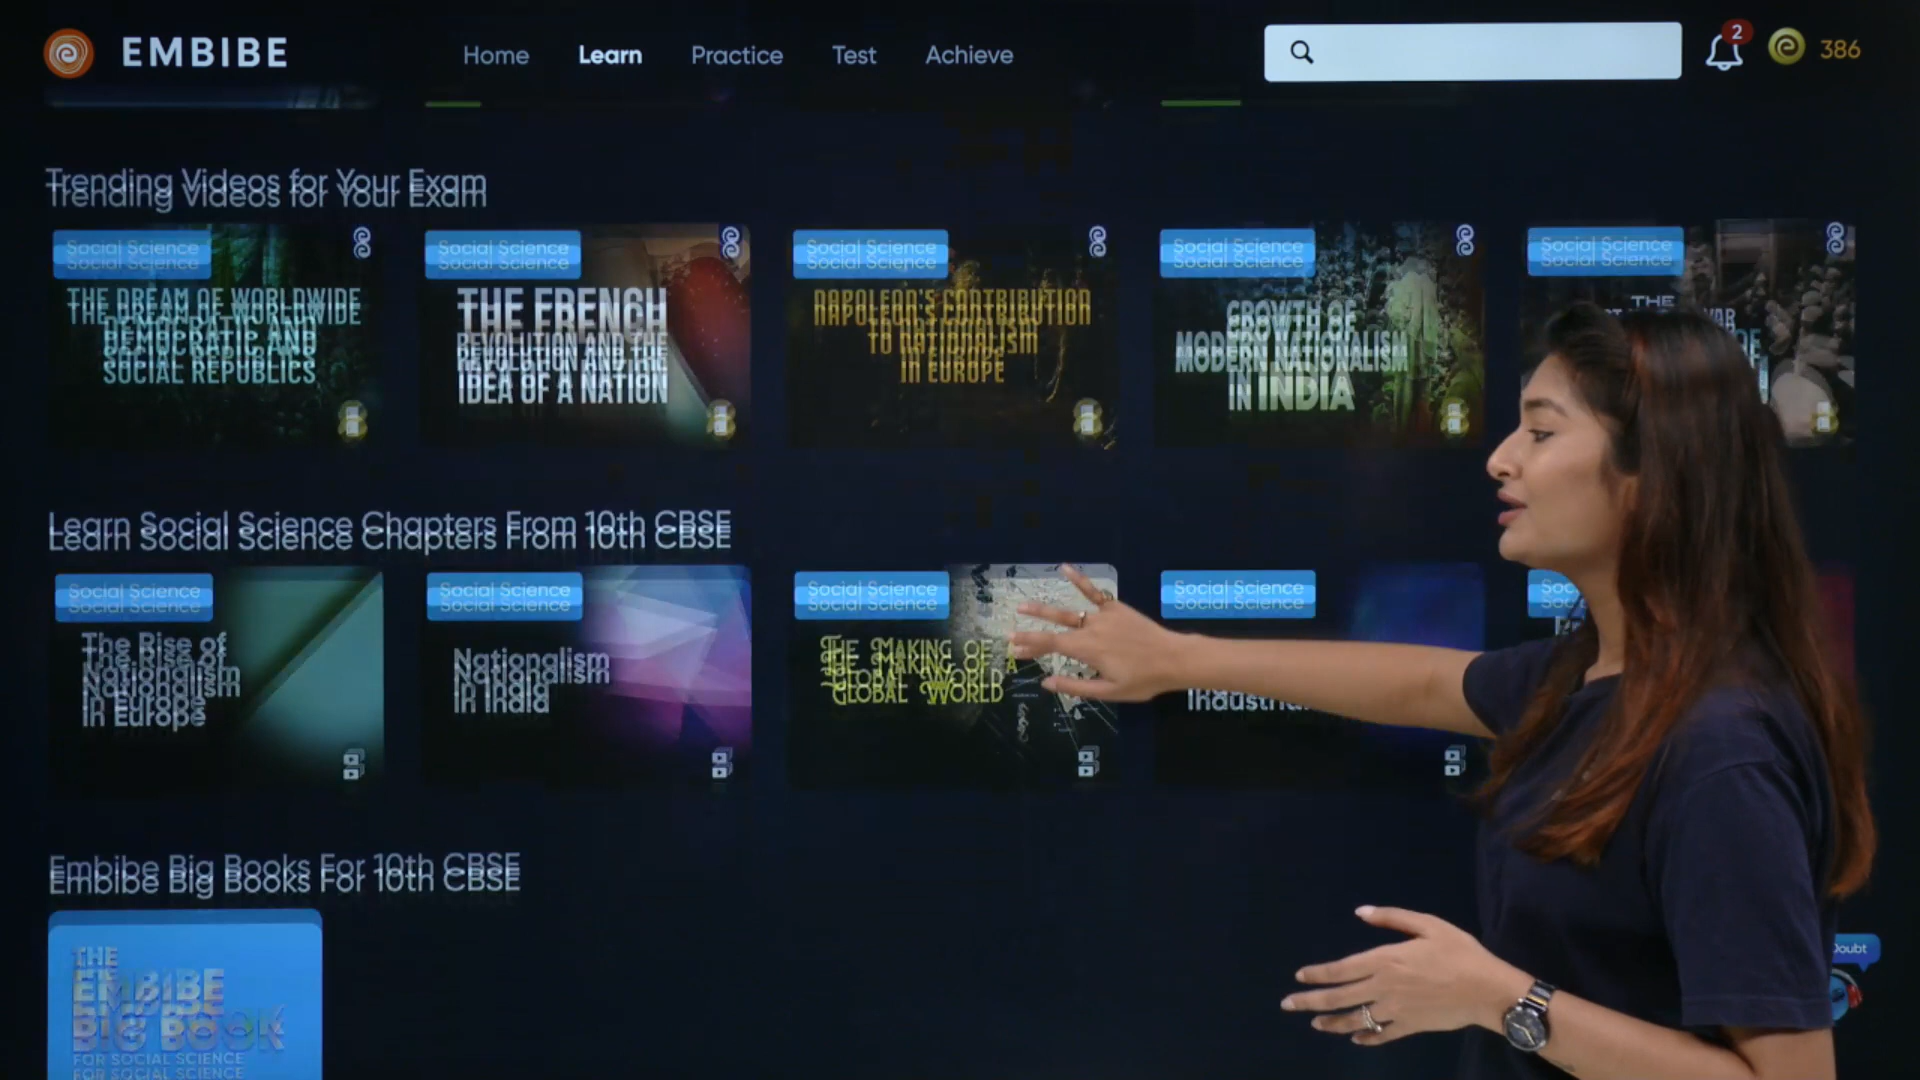 EMBIBE
Home Learn Practice Test Achieve
2
386
Trending Videos for Your Exam
Social Science
THE DREAM OF WORLDWIDE
DEMOCRATIC AND
SOCIAL REPUBLICS
Social Science
THE FRENCH
REVOLUTION AND THE
IDEA OF A NATION
Social Science
NAPOLEON'S CONTRIBUTION
TO NATIONALISM
IN EUROPE
Social Science
GROWTH OF
MODERN NATIONALISM
IN INDIA
Social Science
THE
Learn Social Science Chapters From 10th CBSE
Social Science
The Rise of
Nationalism
in Europe
Social Science
Nationalism
in India
Social Science
THE MAKING OF A
GLOBAL WORLD
Social Science
Embibe Big Books For 10th CBSE
THE
EMBIBE
BIG BOOK
FOR SOCIAL SCIENCE
Doubt